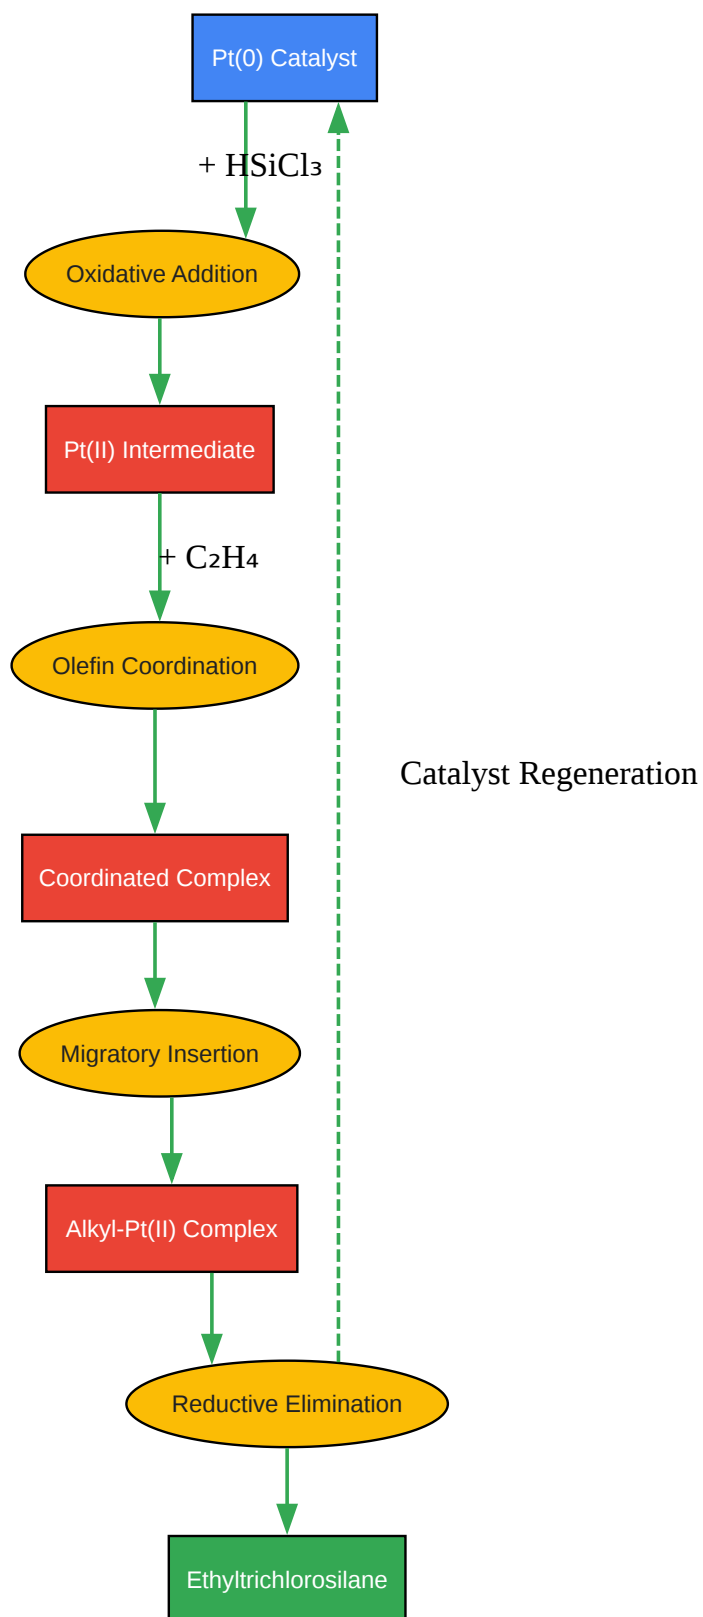 Pt(0) Catalyst
+ HSiCl₃
Oxidative Addition
Pt(II) Intermediate
+ C₂H₄
Olefin Coordination
Catalyst Regeneration
Coordinated Complex
Migratory Insertion
Alkyl-Pt(II) Complex
Reductive Elimination
Ethyltrichlorosilane